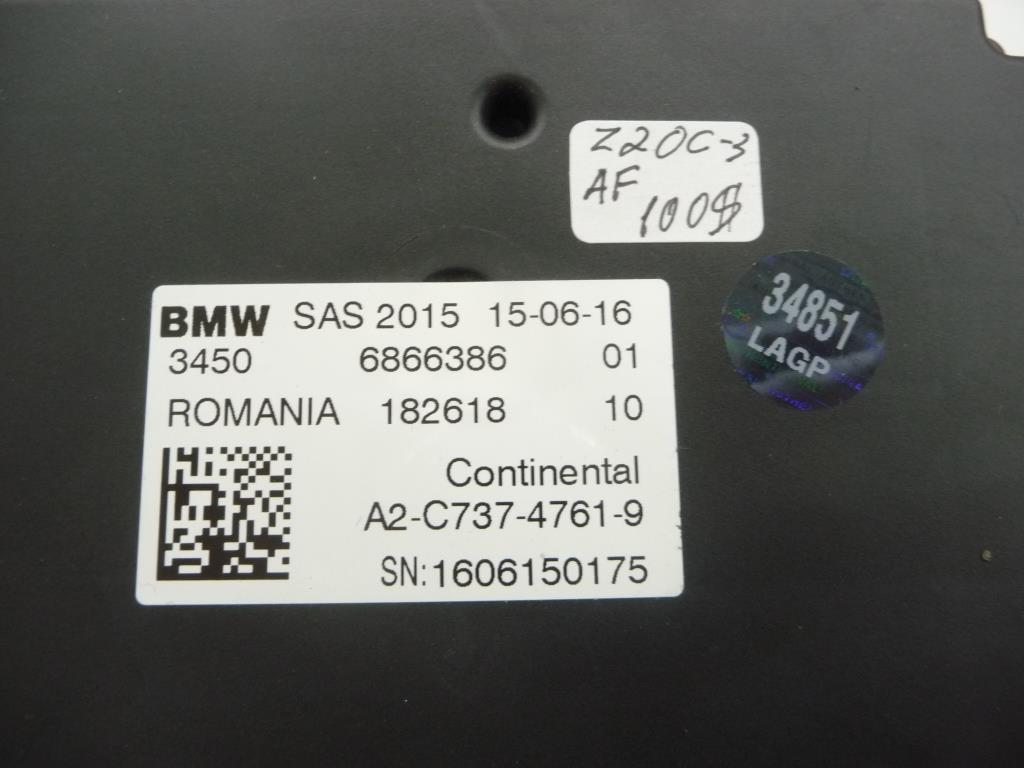 Z20C-3
AF
100$
34851
LAGP
BMW SAS 2015 15-06-16
3450 6866386 01
ROMANIA 182618 10
Continental
A2-C737-4761-9
SN:1606150175